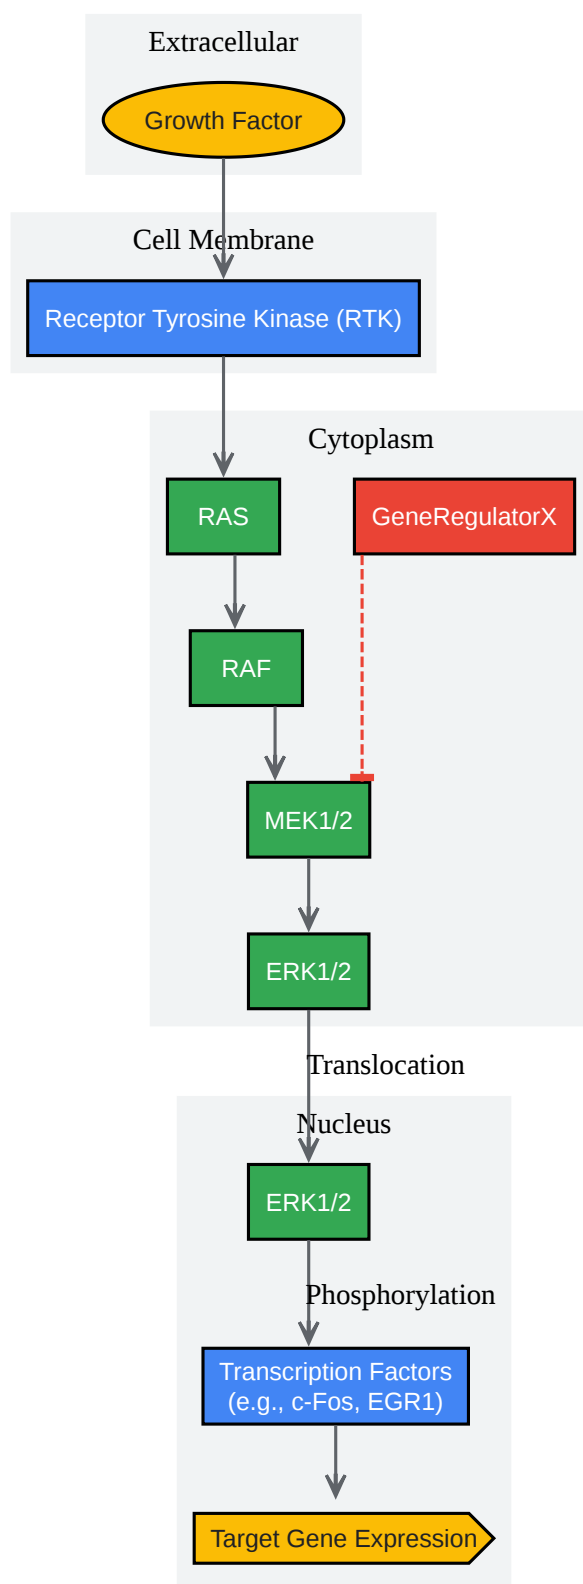 Extracellular
Growth Factor
Cell Membrane
Receptor Tyrosine Kinase (RTK)
Cytoplasm
RAS
GeneRegulatorX
RAF
MEK1/2
ERK1/2
Translocation
Nucleus
ERK1/2
Phosphorylation
Transcription Factors
(e.g., c-Fos, EGR1)
Target Gene Expression